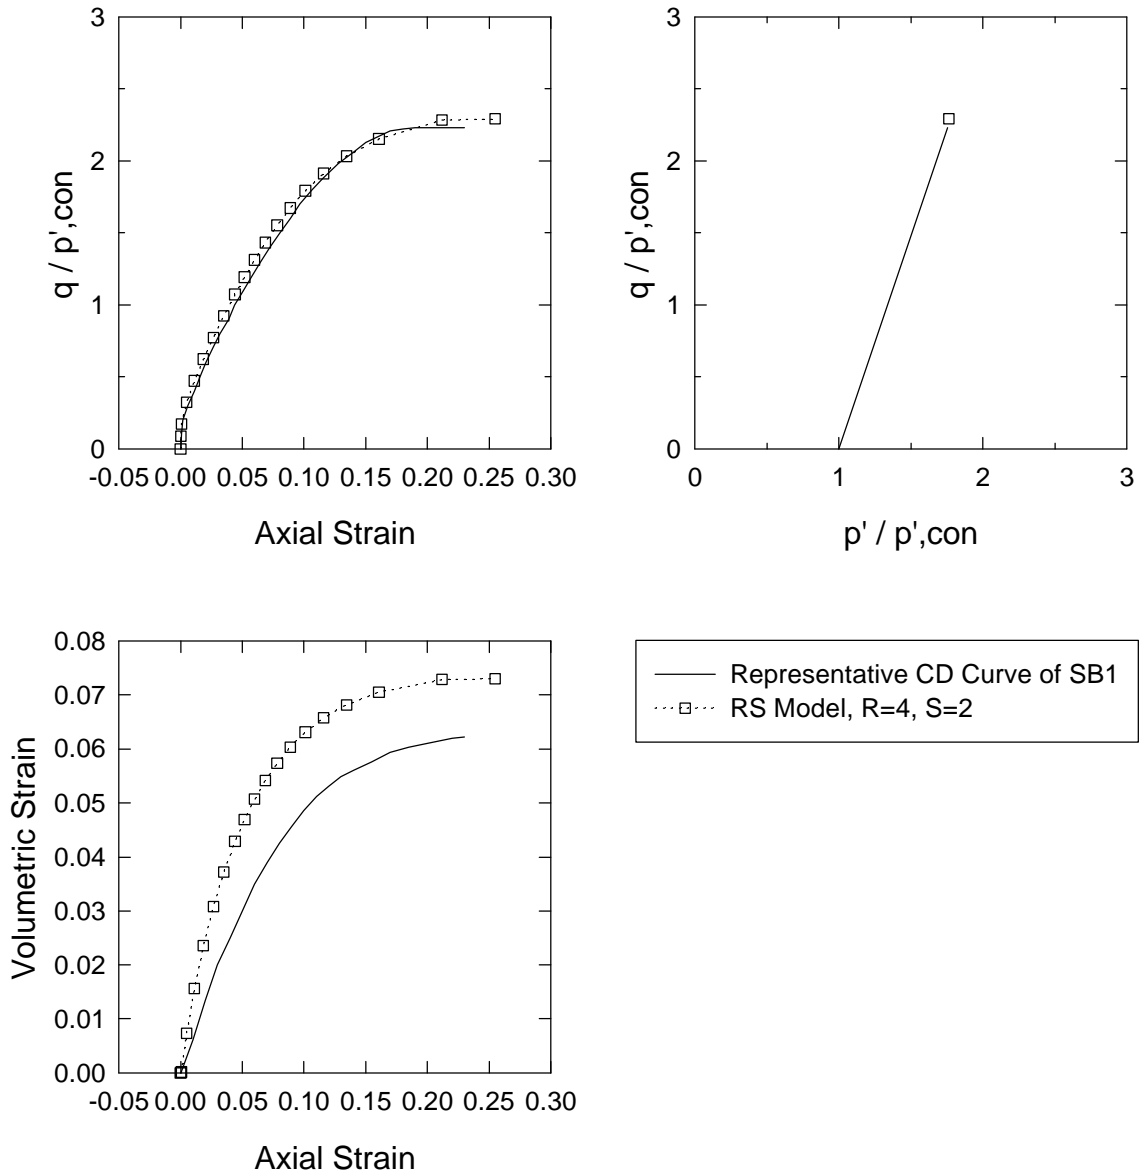 3
2
1
0
q / p',con
-0.05 0.00 0.05 0.10 0.15 0.20 0.25 0.30
Axial Strain
3
2
1
0
q / p',con
0 1 2 3
p' / p',con
0.08
0.07
0.06
0.05
0.04
0.03
0.02
0.01
0.00
Volumetric Strain
-0.05 0.00 0.05 0.10 0.15 0.20 0.25 0.30
Axial Strain
Representative CD Curve of SB1
RS Model, R=4, S=2